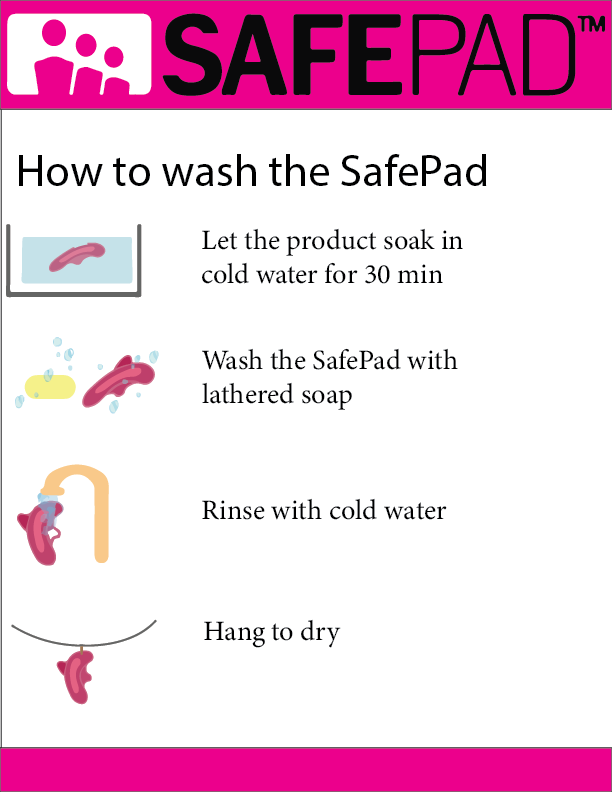 SAFEPAD™
How to wash the SafePad
Let the product soak in
cold water for 30 min
Wash the SafePad with
lathered soap
Rinse with cold water
Hang to dry